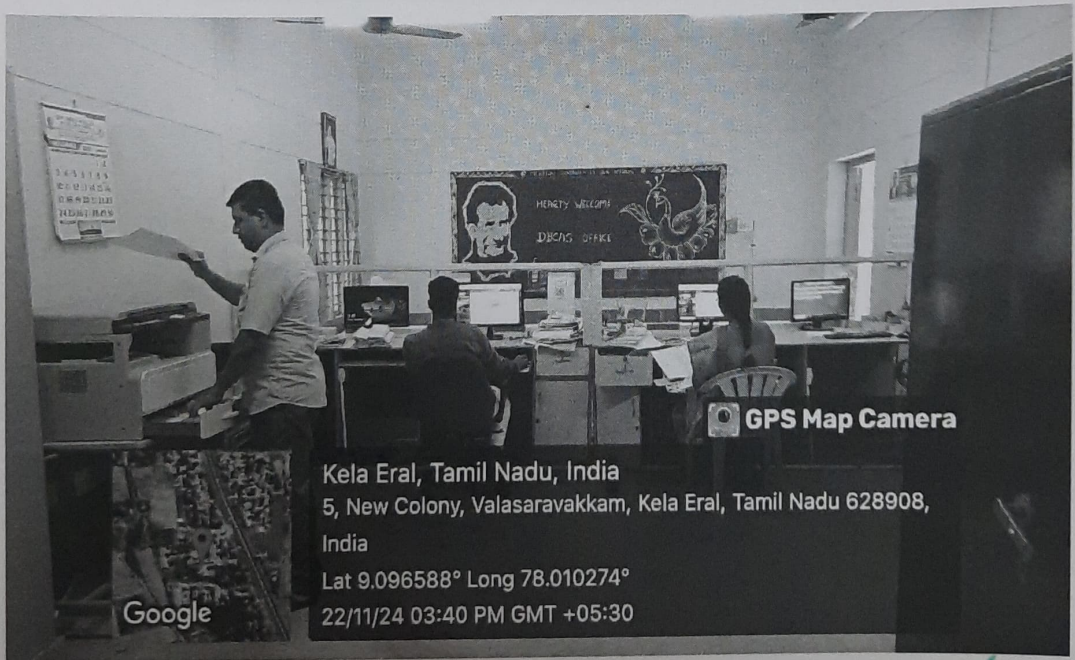 HEARTY WELCOME
DBCAS OFFICE
GPS Map Camera
Kela Eral, Tamil Nadu, India
5, New Colony, Valasaravakkam, Kela Eral, Tamil Nadu 628908,
India
Lat 9.096588° Long 78.010274°
22/11/24 03:40 PM GMT +05:30
Google